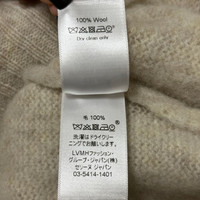 100% Wool
Dry clean only
毛 100%
洗濯はドライクリーニ
ングでお願いします。
LVMHファッション・
グループ・ジャパン(株)
セリーヌ ジャパン
03-5414-1401